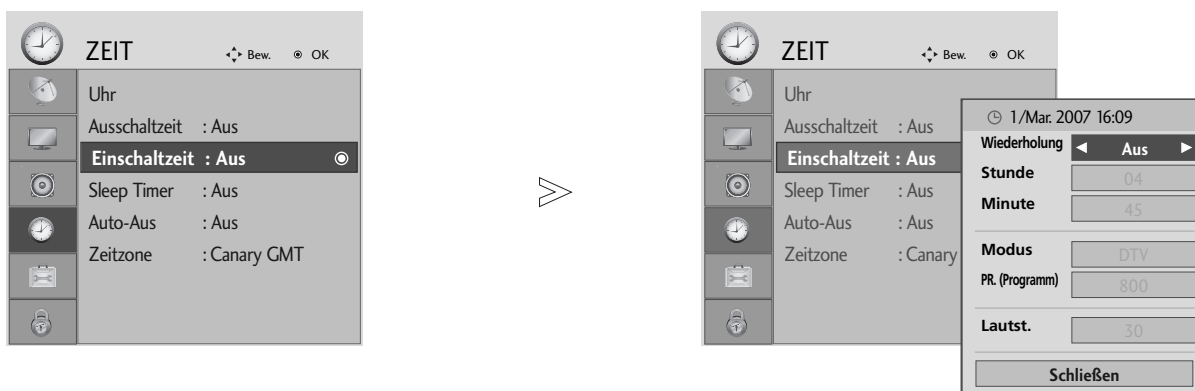 ZEIT Bew. OK
Uhr
Ausschaltzeit : Aus
Einschaltzeit : Aus
Sleep Timer : Aus
Auto-Aus : Aus
Zeitzone : Canary GMT
ZEIT Bew. OK
Uhr
Ausschaltzeit : Aus
Einschaltzeit : Aus
Sleep Timer : Aus
Auto-Aus : Aus
Zeitzone : Canary
1/Mar. 2007 16:09
Wiederholung Aus
Stunde 04
Minute 45
Modus DTV
PR. (Programm) 800
Lautst. 30
Schließen